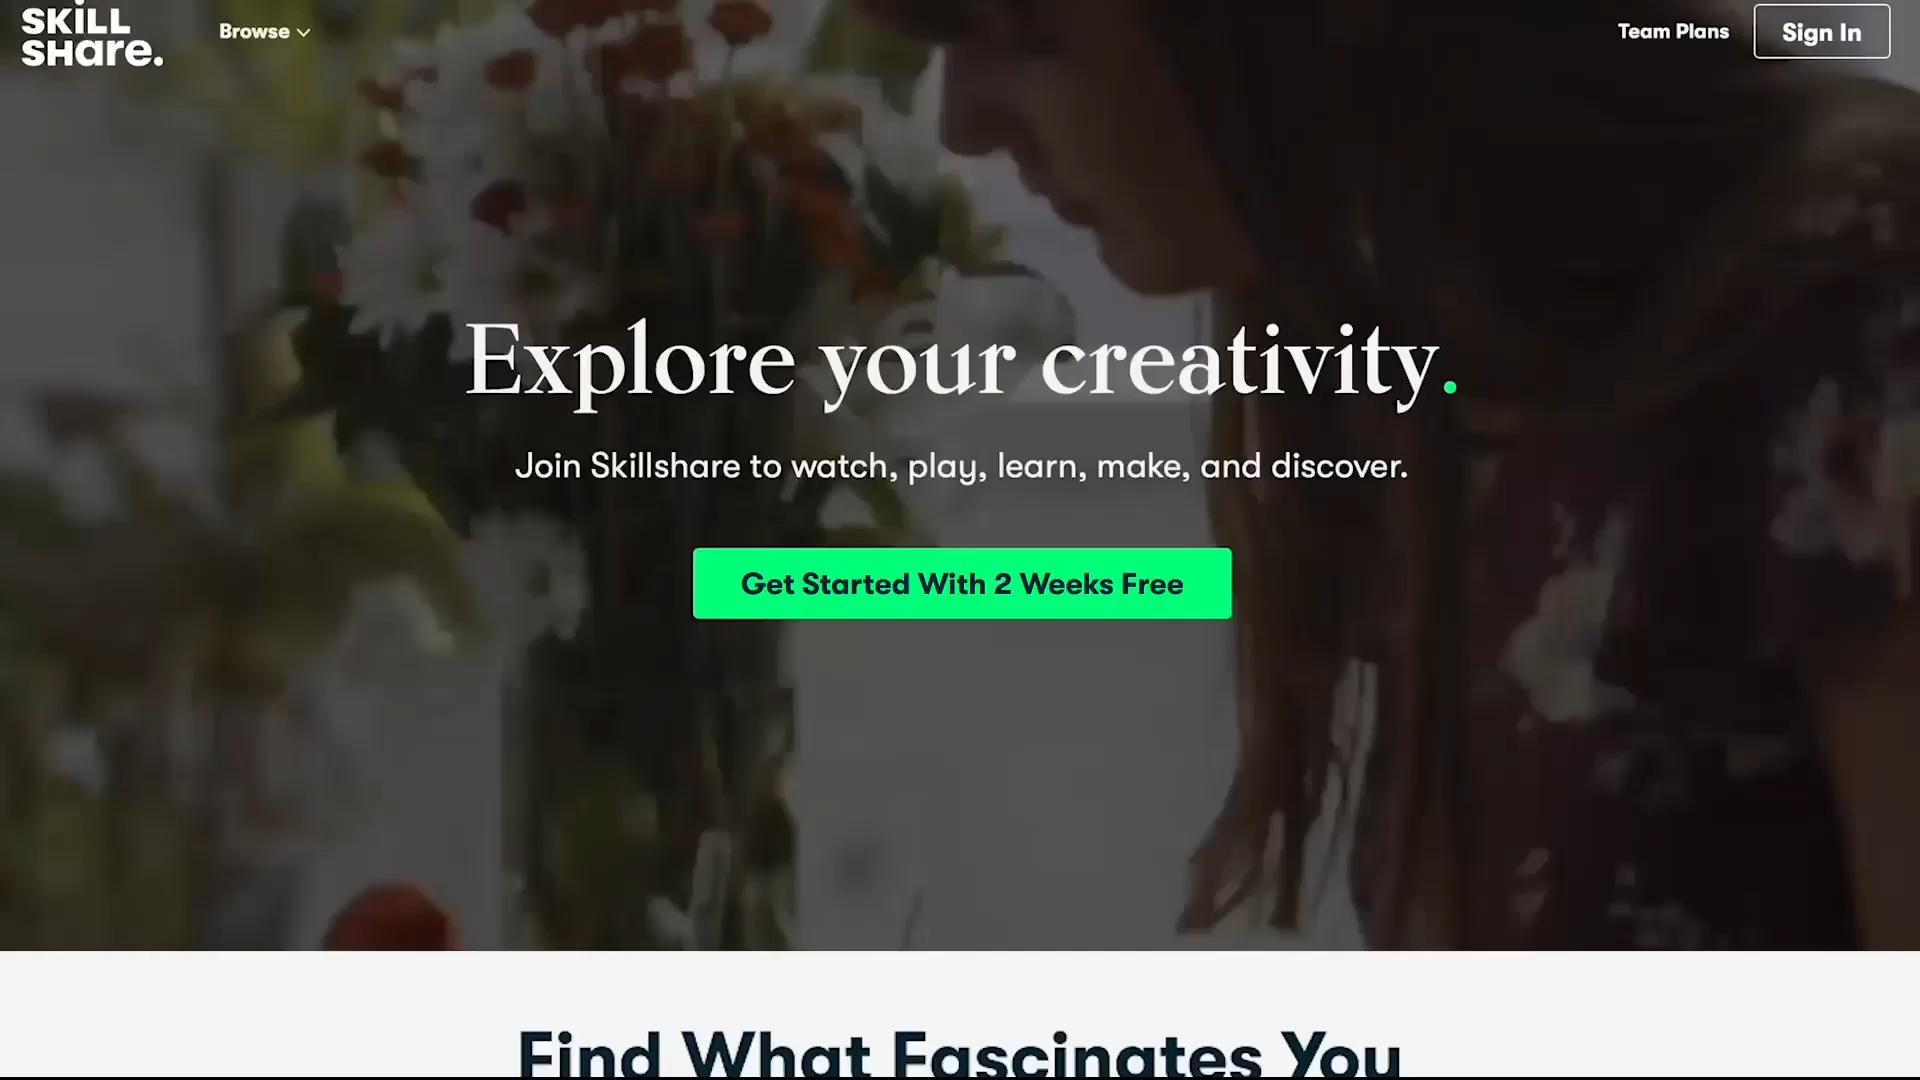 SKiLL
SHare.
Browse
Team Plans
Sign In
Explore your creativity.
Join Skillshare to watch, play, learn, make, and discover.
Get Started With 2 Weeks Free
Find What Fascinates You